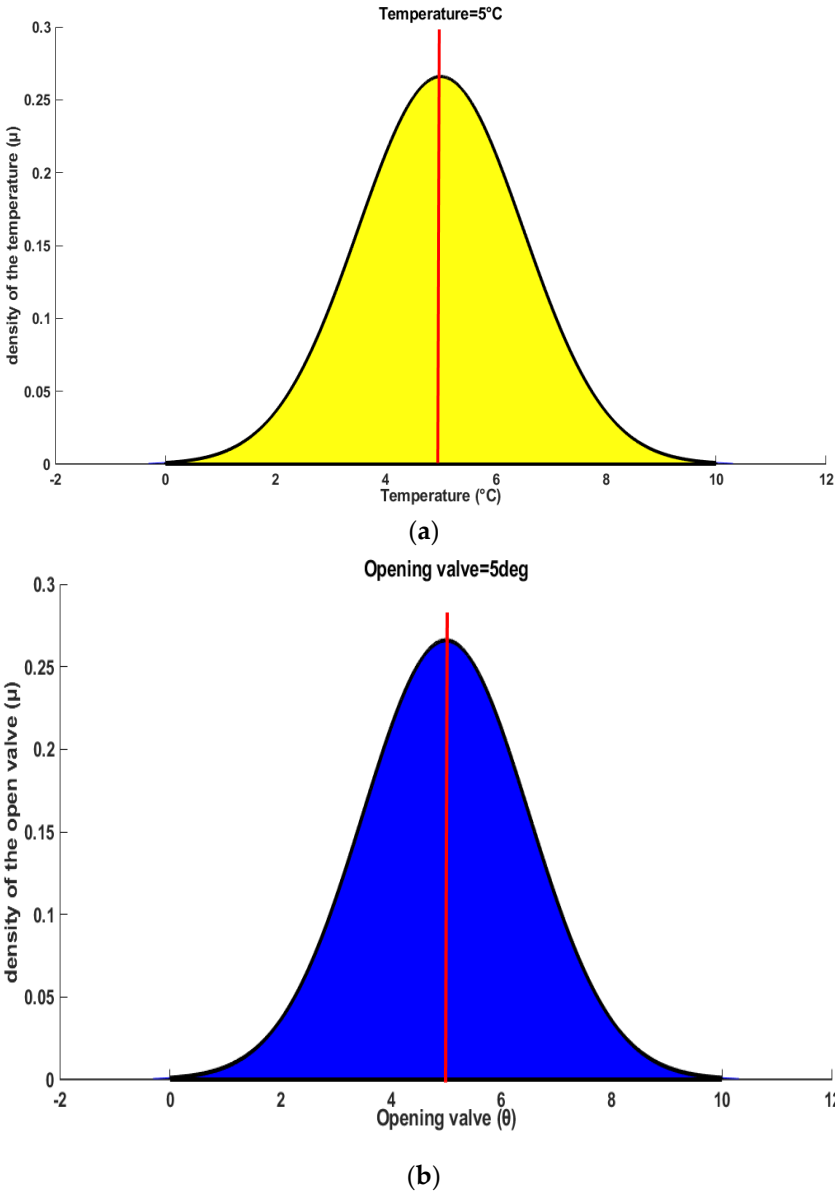 Temperature=5°C
0.3
0.25
0.2
0.15
0.1
0.05
0
density of the temperature (μ)
-2 0 2 4 6 8 10 12
Temperature (°C)
(a)
Opening valve=5deg
0.3
0.25
0.2
0.15
0.1
0.05
0
density of the open valve (μ)
-2 0 2 4 6 8 10 12
Opening valve (θ)
(b)